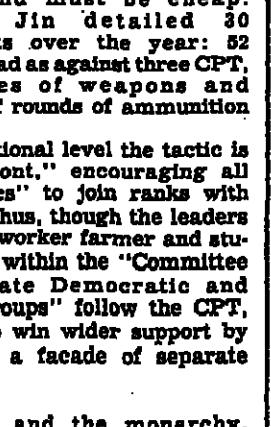 and must be cheap.
Jin detailed 30
s over the year: 52
ad as against three CPT,
es of weapons and
rounds of ammunition
tional level the tactic is
ont," encouraging all
es" to join ranks with
hus, though the leaders
worker farmer and stu-
within the "Committee
ate Democratic and
roups" follow the CPT,
win wider support by
a facade of separate
and the monarchy.